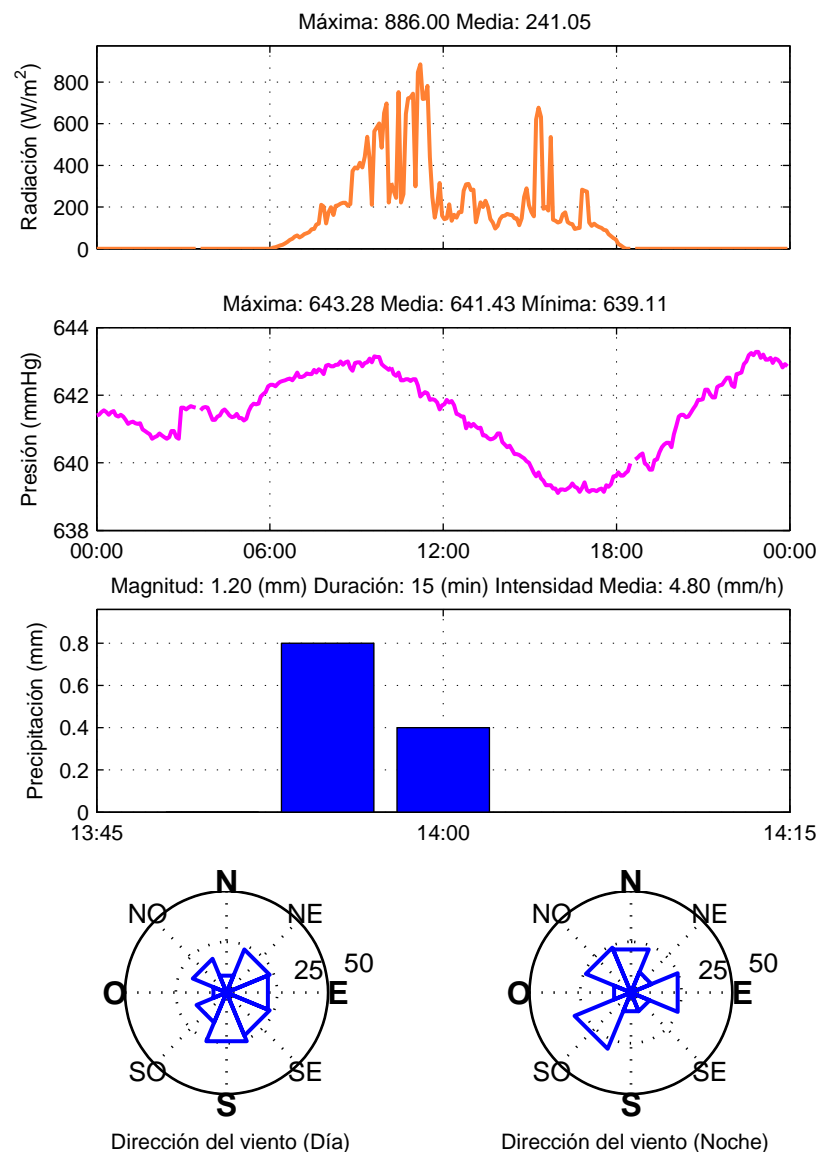 Máxima: 886.00 Media: 241.05
Radiación (W/m²)
800
600
400
200
0
Máxima: 643.28 Media: 641.43 Mínima: 639.11
Presión (mmHg)
644
642
640
638
00:00 06:00 12:00 18:00 00:00
Magnitud: 1.20 (mm) Duración: 15 (min) Intensidad Media: 4.80 (mm/h)
Precipitación (mm)
0.8
0.6
0.4
0.2
0
13:45 14:00 14:15
N
NO NE
25 50
O E
SO SE
S
Dirección del viento (Día)
N
NO NE
25 50
O E
SO SE
S
Dirección del viento (Noche)